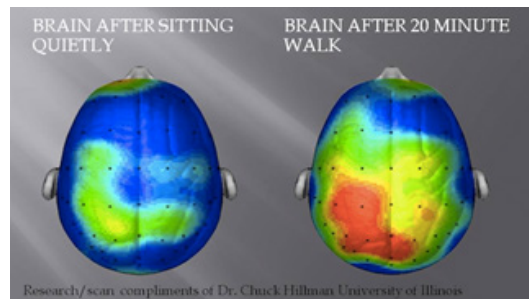 BRAIN AFTER SITTING
QUIETLY
BRAIN AFTER 20 MINUTE
WALK
Research/scan compliments of Dr. Chuck Hillman University of Illinois